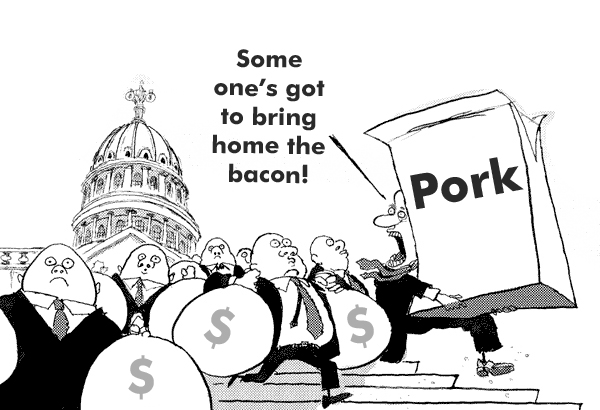 Some
one's got
to bring
home the
bacon!
Pork
$
$
$